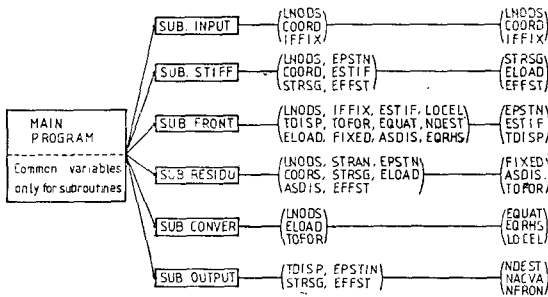 SUB. INPUT
LNODS
COORD
IFFIX
LNODS
COORD
IFFIX
SUB. STIFF
LNODS, EPSTN
COORD, ESTIF
STRSG, EFFST
STRSG
ELOAD
EFFST
MAIN
PROGRAM
Common variables
only for subroutines
SUB FRONT
LNODS, IFFIX, ESTIF, LOCEL
TDISP, TOFOR, EQUAT, NDEST
ELOAD, FIXED, ASDIS, EQRHS
EPSTN
ESTIF
TDISP
SUB RESIDU
LNODS, STRAN, EPSTN
COORS, STRSG, ELOAD
ASDIS, EFFST
FIXED
ASDIS.
TOFOR
SUB CONVER
LNODS
ELOAD
TOFOR
EQUAT
EQRHS
LOCEL
SUB OUTPUT
TDISP, EPSTIN
STRSG, EFFST
NDEST
NACVA
NFRON